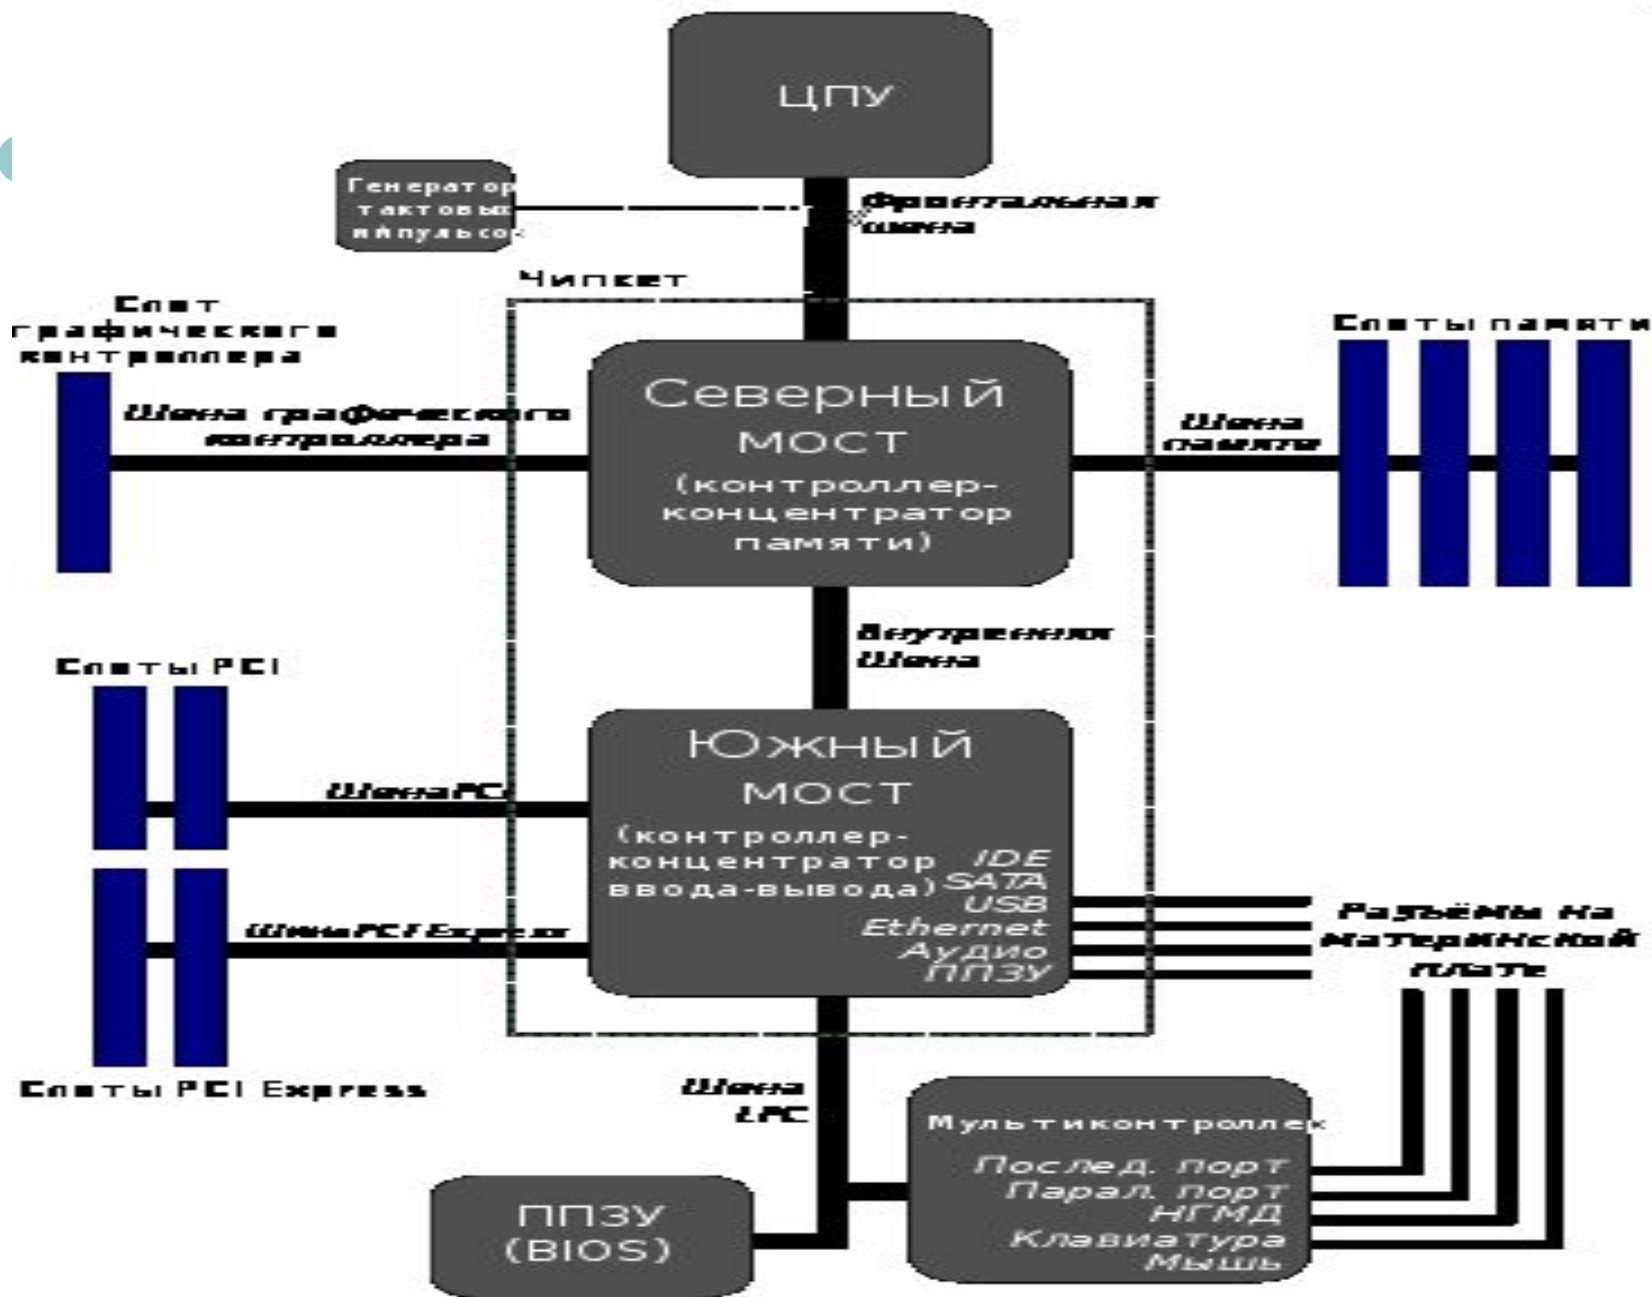 ЦПУ
Генератор
тактовых
импульсов
Фронтальная
шина
Чипсет
Слот
графического
контроллера
Слоты памяти
Шина графического
контроллера
Северный
мост
(контроллер-
концентратор
памяти)
Шина
памяти
Внутренняя
Шина
Слоты PCI
Южный
мост
(контроллер-
концентратор
ввода-вывода)
IDE
SATA
USB
Ethernet
Аудио
ППЗУ
Шина PCI
Шина PCI Express
Разъёмы на
материнской
плате
Слоты PCI Express
Шина
LPC
Мультиконтроллер
Послед. порт
Парал. порт
НГМД
Клавиатура
Мышь
ППЗУ
(BIOS)